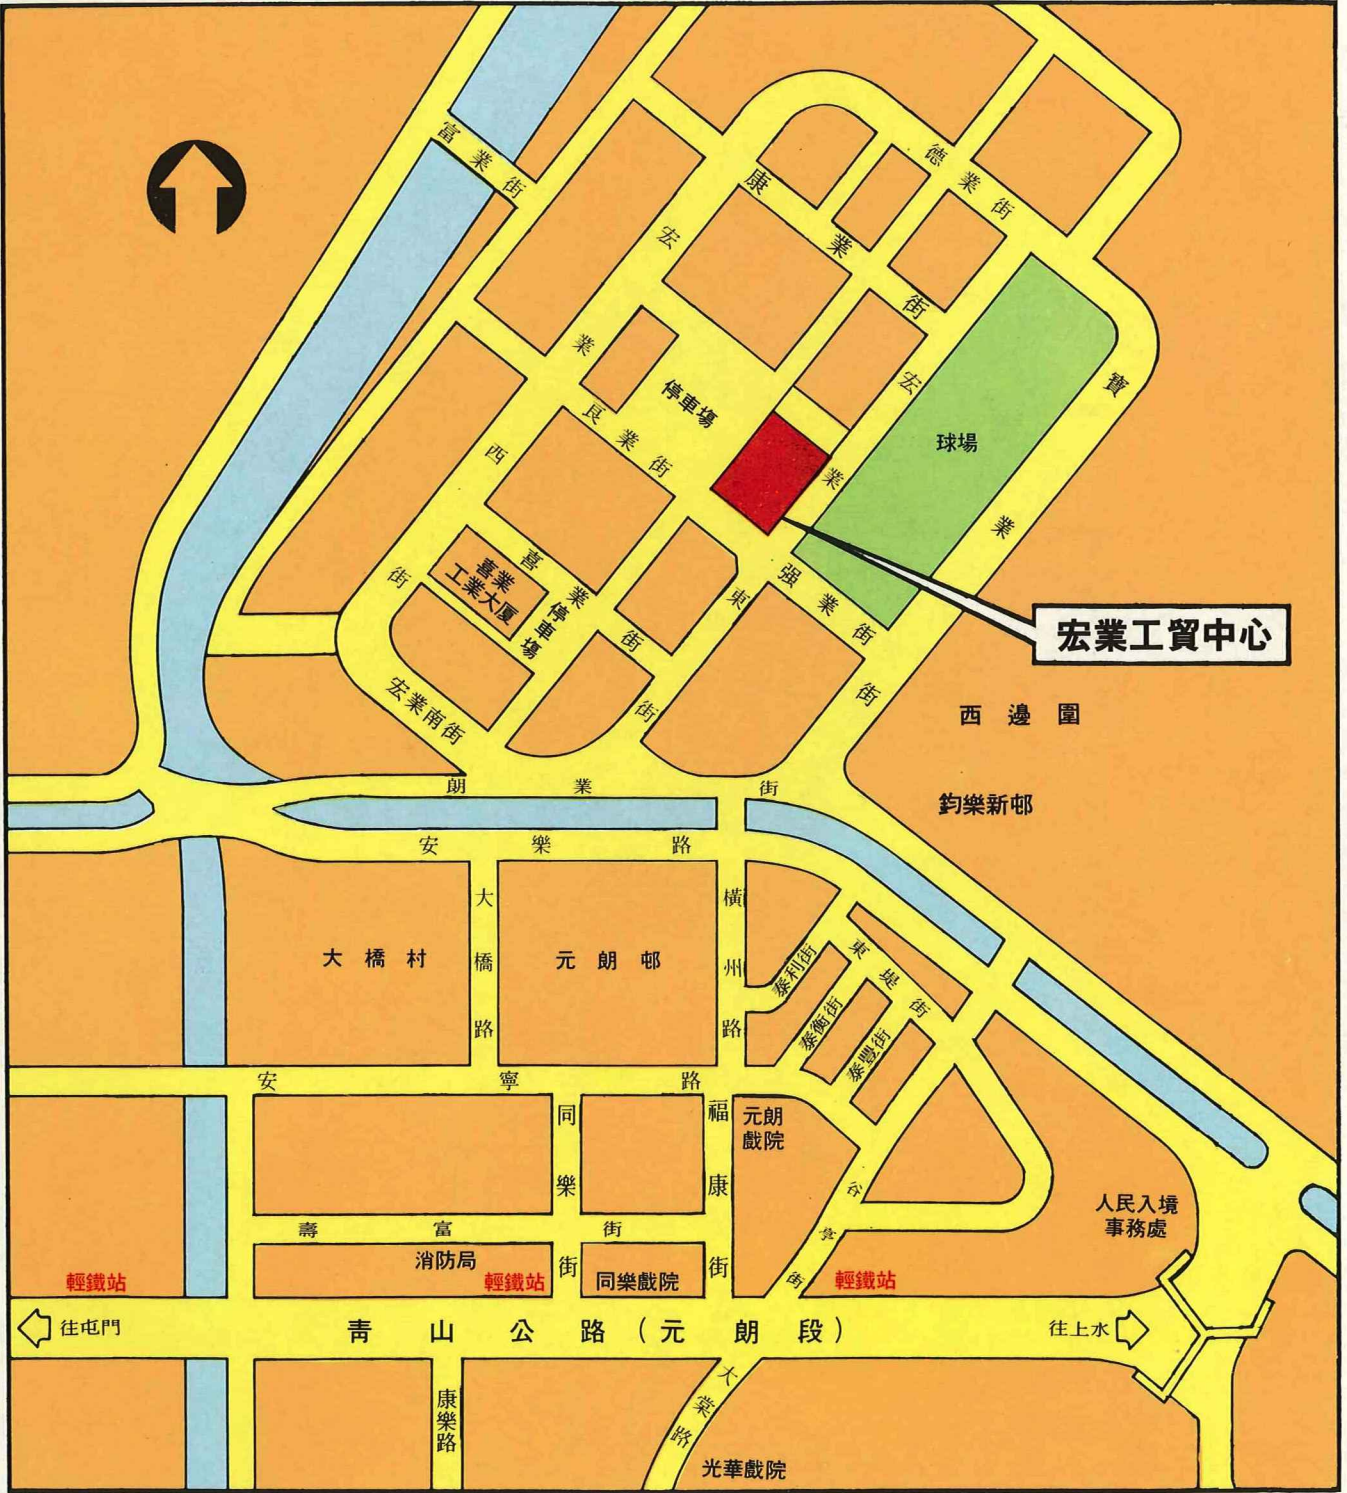 富業街
德業街
康業街
宏業西街
宏業東街
寶業街
停車場
艮業街
球場
喜業街
喜業
工業大厦
停車場
强業街
宏業工貿中心
宏業南街
西邊圍
鈞樂新邨
朗業街
安樂路
大橋村
大橋路
元朗邨
橫州路
泰利街
東堤街
泰衡街
泰豐街
安寧路
同樂街
福康街
元朗
戲院
谷亭街
人民入境
事務處
壽富街
消防局
同樂戲院
輕鐵站
輕鐵站
輕鐵站
往屯門
青山公路(元朗段)
往上水
康樂路
大棠路
光華戲院